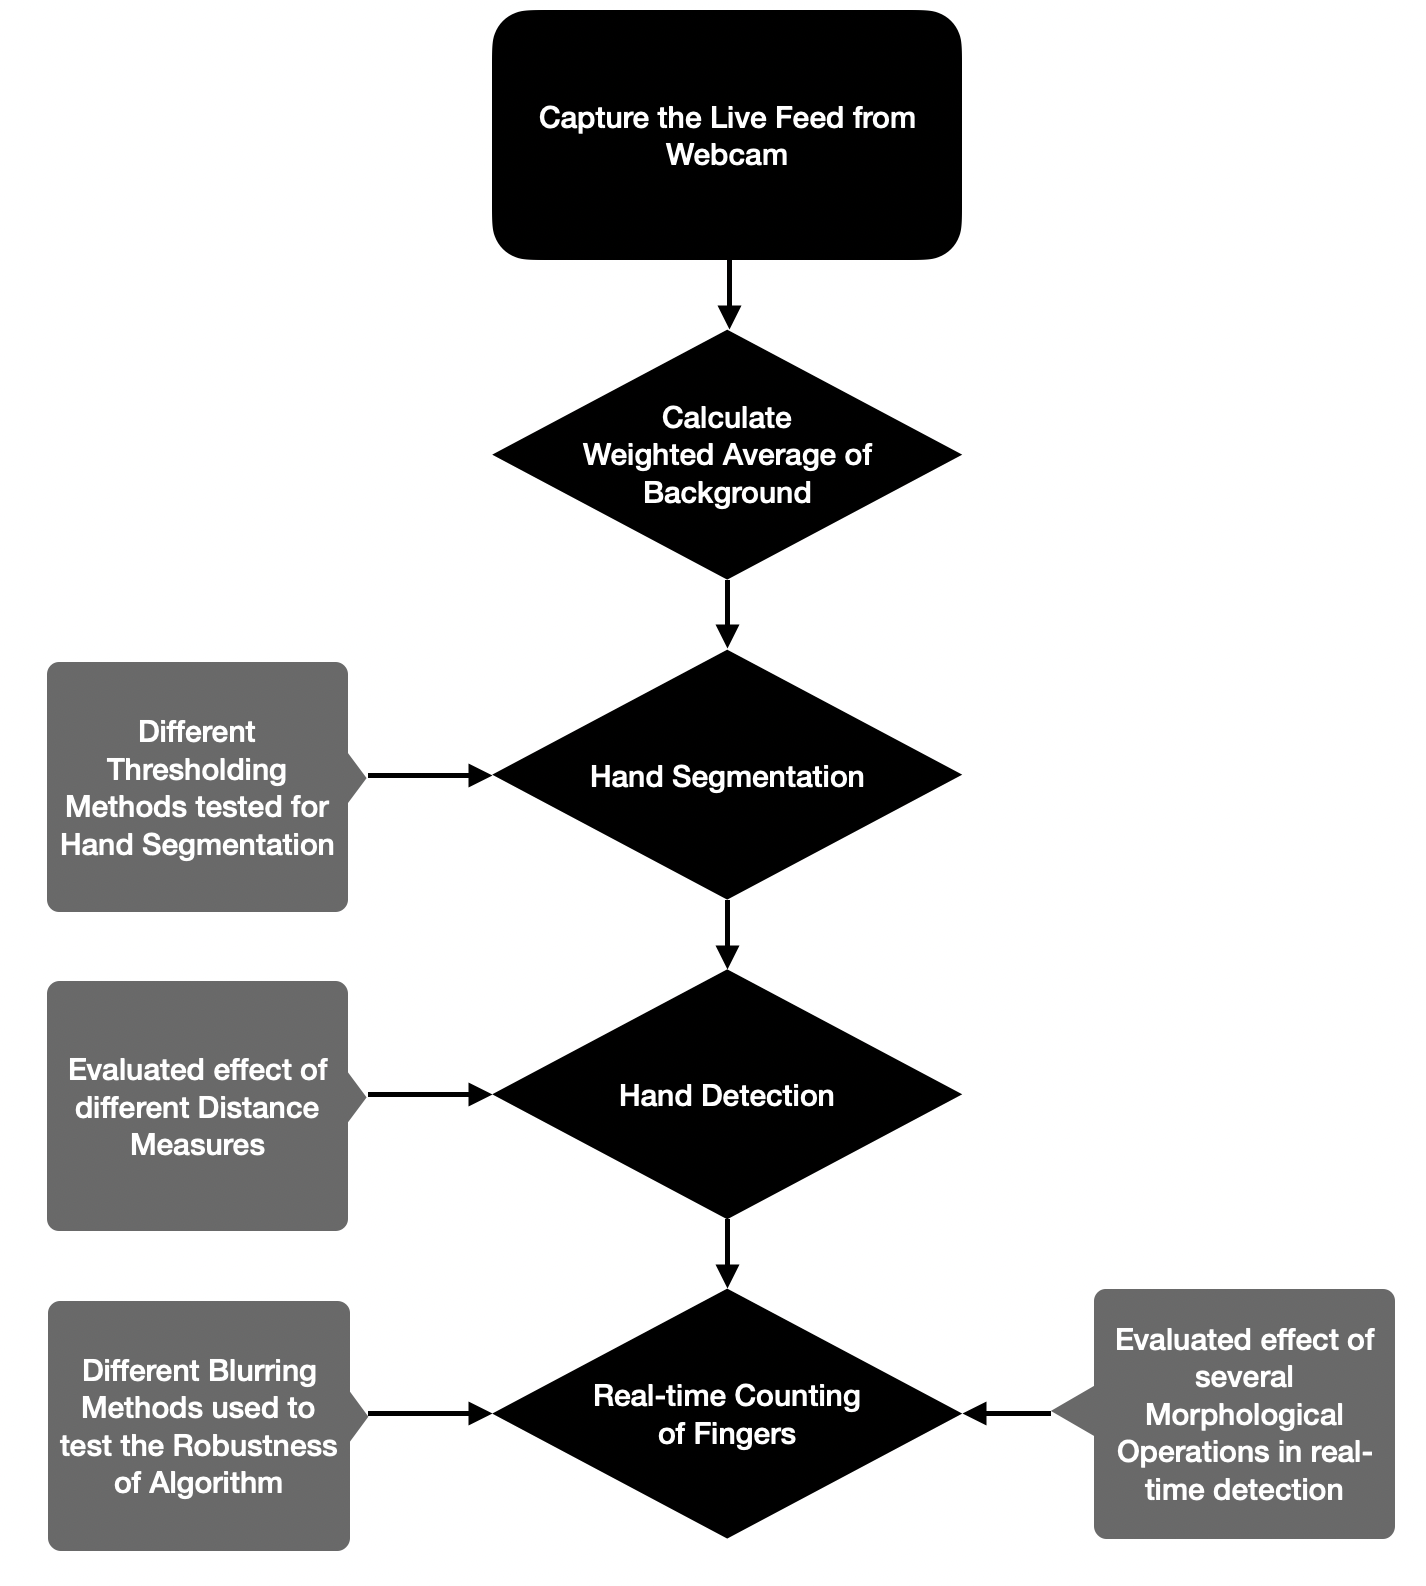 Capture the Live Feed from
Webcam
Calculate
Weighted Average of
Background
Different
Thresholding
Methods tested for
Hand Segmentation
Hand Segmentation
Evaluated effect of
different Distance
Measures
Hand Detection
Different Blurring
Methods used to
test the Robustness
of Algorithm
Real-time Counting
of Fingers
Evaluated effect of
several
Morphological
Operations in real-
time detection